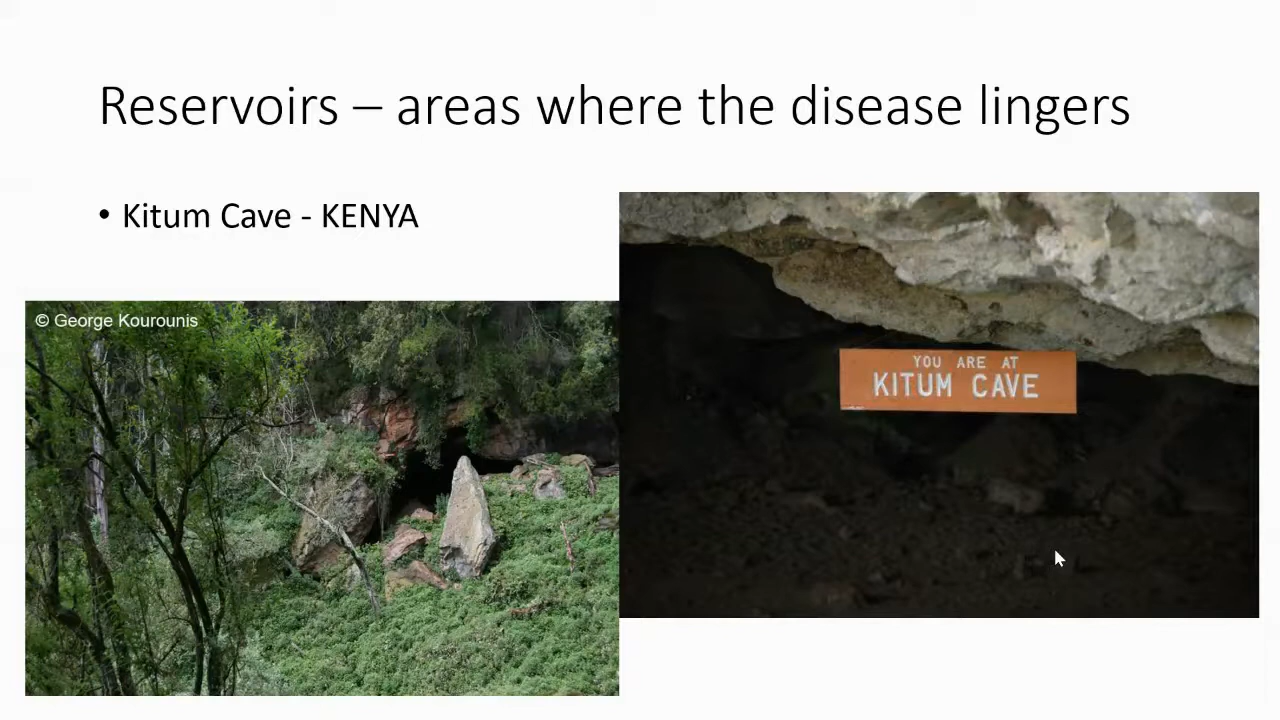 Reservoirs – areas where the disease lingers
• Kitum Cave - KENYA
© George Kourounis
YOU ARE AT
KITUM CAVE